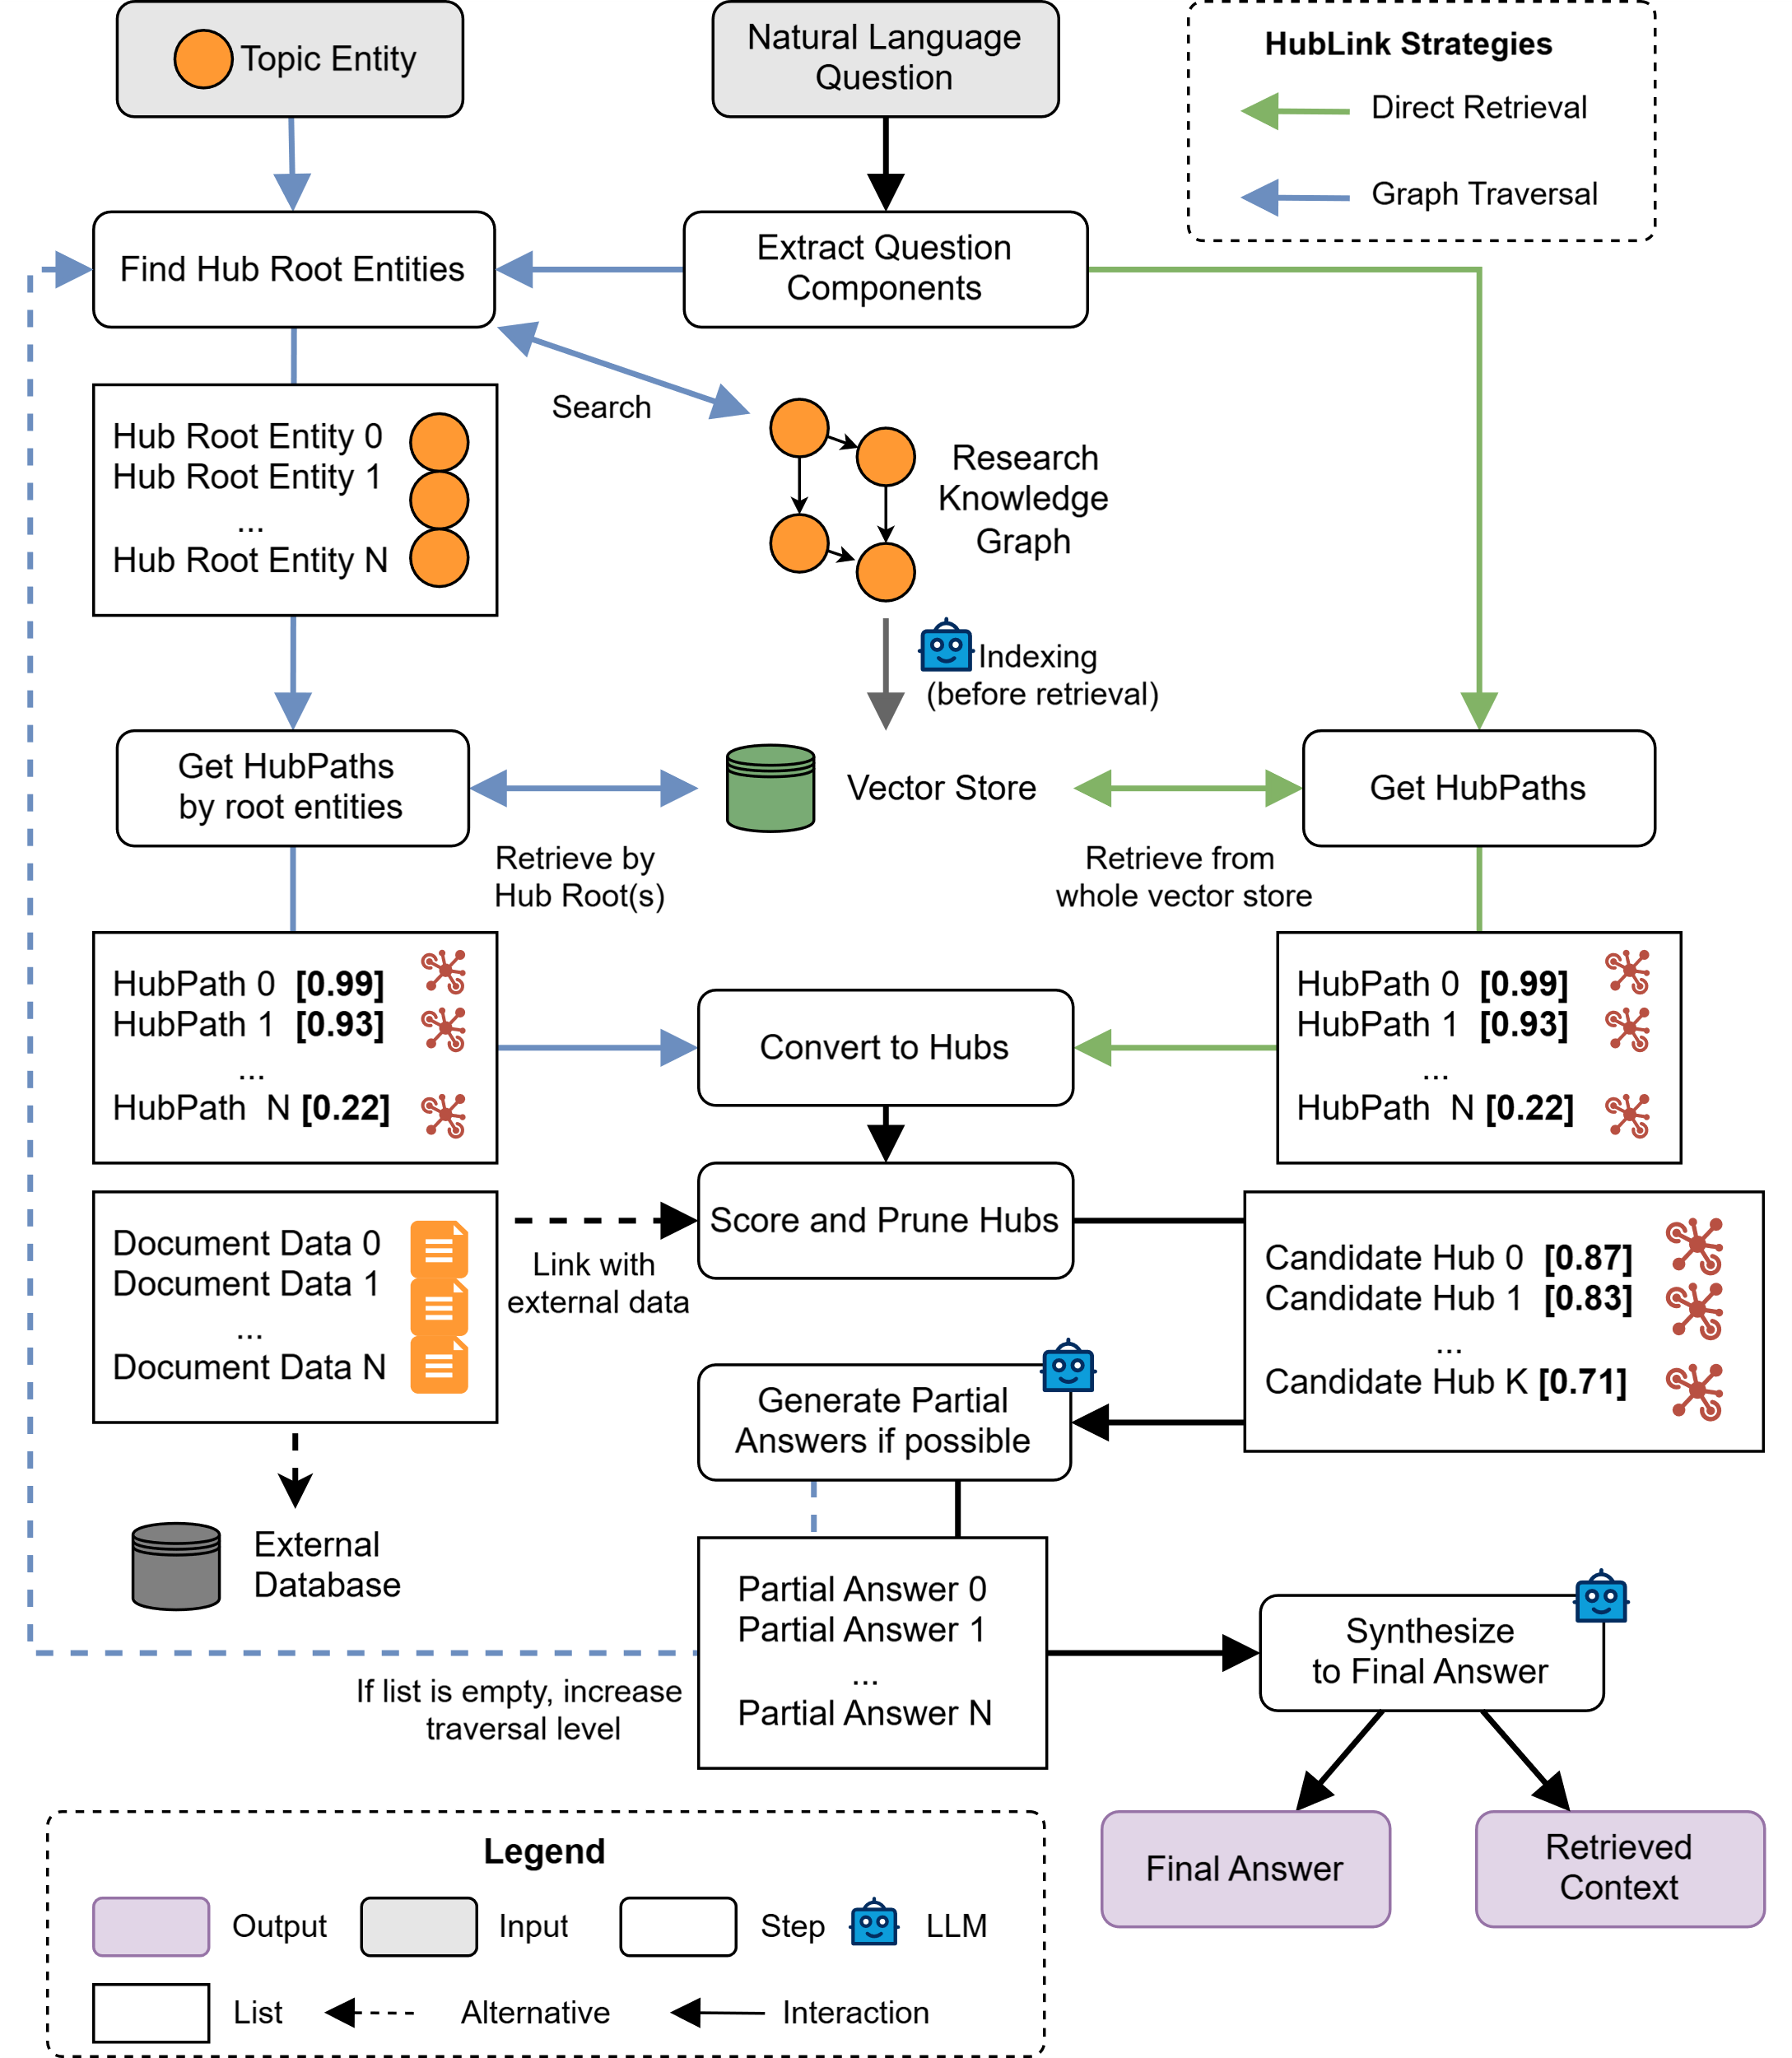 Topic Entity
Natural Language
Question
HubLink Strategies
Direct Retrieval
Graph Traversal
Find Hub Root Entities
Extract Question
Components
Search
Hub Root Entity 0
Hub Root Entity 1
...
Hub Root Entity N
Research
Knowledge
Graph
Indexing
(before retrieval)
Get HubPaths
by root entities
Vector Store
Get HubPaths
Retrieve by
Hub Root(s)
Retrieve from
whole vector store
HubPath 0 [0.99]
HubPath 1 [0.93]
...
HubPath N [0.22]
Convert to Hubs
HubPath 0 [0.99]
HubPath 1 [0.93]
...
HubPath N [0.22]
Document Data 0
Document Data 1
...
Document Data N
Link with
external data
Score and Prune Hubs
Candidate Hub 0 [0.87]
Candidate Hub 1 [0.83]
...
Candidate Hub K [0.71]
Generate Partial
Answers if possible
External
Database
Partial Answer 0
Partial Answer 1
...
Partial Answer N
If list is empty, increase
traversal level
Synthesize
to Final Answer
Final Answer
Retrieved
Context
Legend
Output
Input
Step
LLM
List
Alternative
Interaction